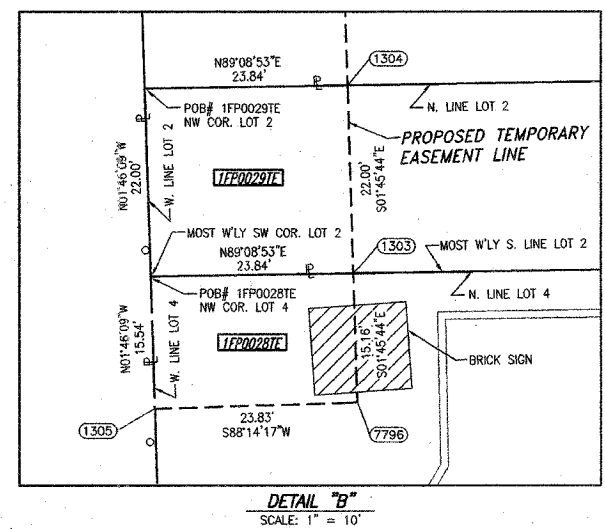 N89°08'53"E
23.84'
1304
POB# 1FP0029TE
NW COR. LOT 2
N. LINE LOT 2
PROPOSED TEMPORARY
EASEMENT LINE
N01°46'09"W
22.00'
W. LINE LOT 2
1FP0029TE
22.00'
S01°45'44"E
MOST W'LY SW COR. LOT 2
N89°08'53"E
23.84'
1303
MOST W'LY S. LINE LOT 2
POB# 1FP0028TE
NW COR. LOT 4
N. LINE LOT 4
N01°46'09"W
15.54'
W. LINE LOT 4
1FP0028TE
15.16'
S01°45'44"E
BRICK SIGN
1305
23.83'
S88°14'17"W
7796
DETAIL "B"
SCALE: 1" = 10'